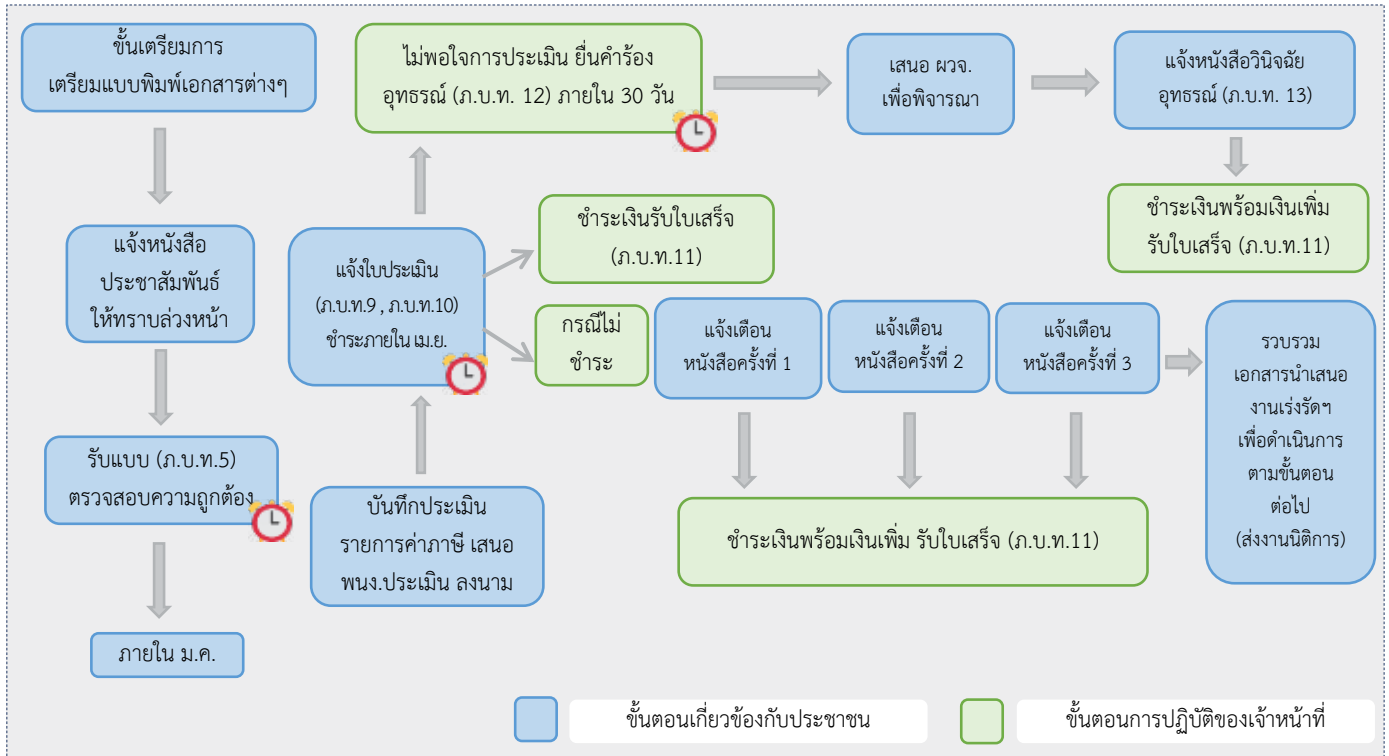 ขั้นเตรียมการ
เตรียมแบบพิมพ์เอกสารต่างๆ
แจ้งหนังสือ
ประชาสัมพันธ์
ให้ทราบล่วงหน้า
รับแบบ (ภ.บ.ท.5)
ตรวจสอบความถูกต้อง
ภายใน ม.ค.
บันทึกประเมิน
รายการค่าภาษี เสนอ
พนง.ประเมิน ลงนาม
แจ้งใบประเมิน
(ภ.บ.ท.9 , ภ.บ.ท.10)
ชำระภายใน เม.ย.
ไม่พอใจการประเมิน ยื่นคำร้อง
อุทธรณ์ (ภ.บ.ท. 12) ภายใน 30 วัน
เสนอ ผวจ.
เพื่อพิจารณา
แจ้งหนังสือวินิจฉัย
อุทธรณ์ (ภ.บ.ท. 13)
ชำระเงินพร้อมเงินเพิ่ม
รับใบเสร็จ (ภ.บ.ท.11)
ชำระเงินรับใบเสร็จ
(ภ.บ.ท.11)
กรณีไม่
ชำระ
แจ้งเตือน
หนังสือครั้งที่ 1
แจ้งเตือน
หนังสือครั้งที่ 2
แจ้งเตือน
หนังสือครั้งที่ 3
รวบรวม
เอกสารนำเสนอ
งานเร่งรัดฯ
เพื่อดำเนินการ
ตามขั้นตอน
ต่อไป
(ส่งงานนิติการ)
ชำระเงินพร้อมเงินเพิ่ม รับใบเสร็จ (ภ.บ.ท.11)
ขั้นตอนเกี่ยวข้องกับประชาชน
ขั้นตอนการปฏิบัติของเจ้าหน้าที่